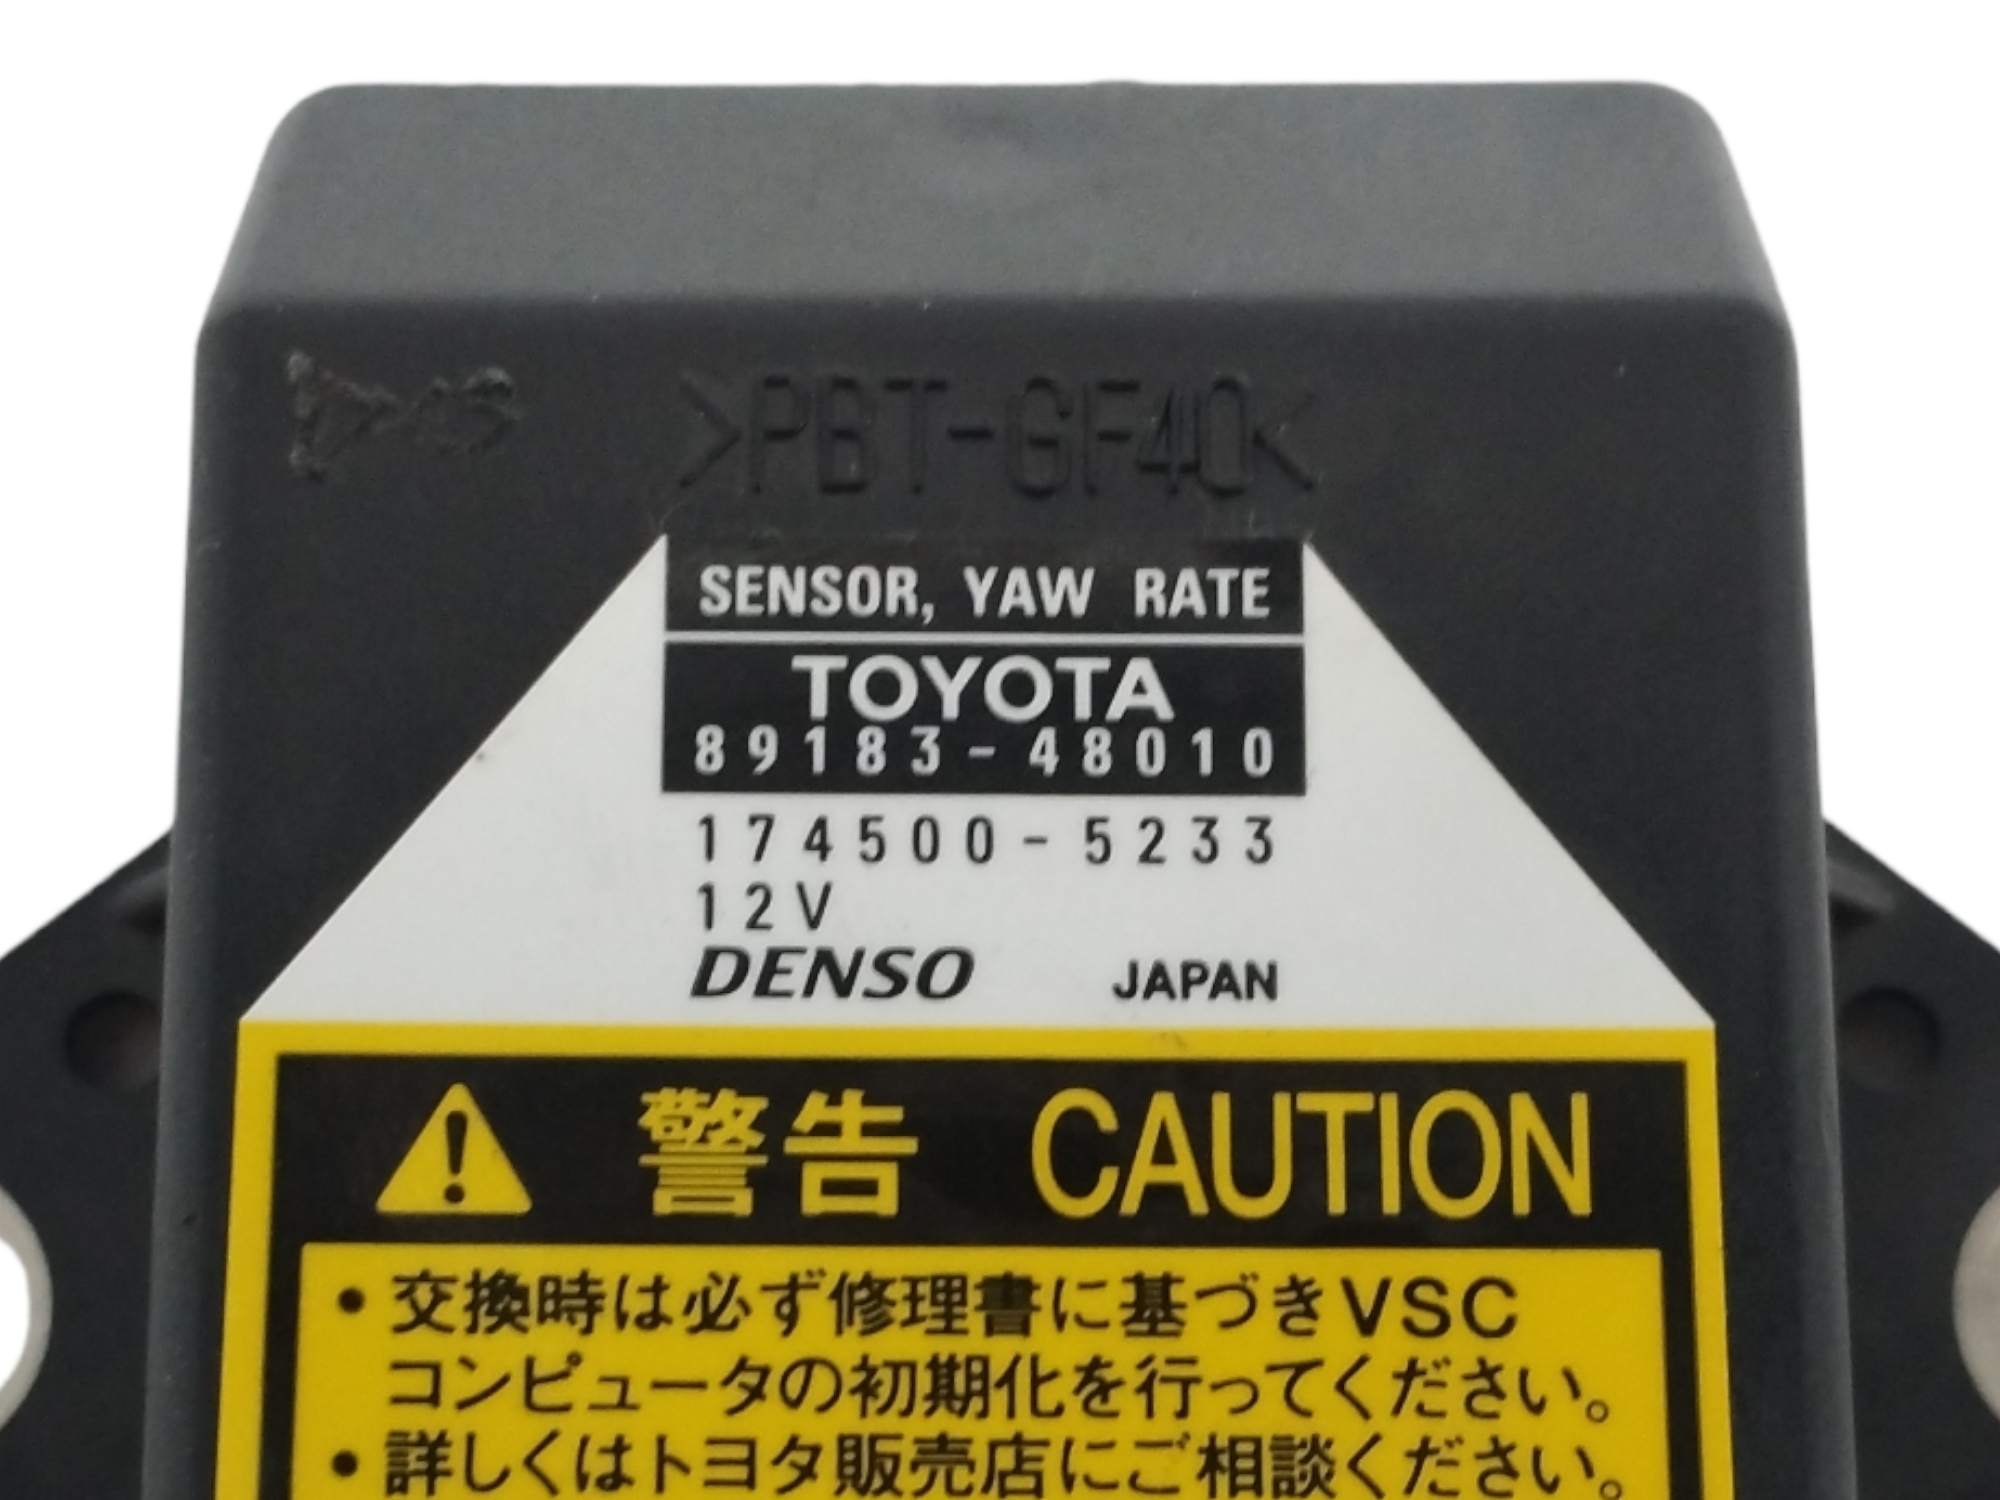 >PBT-GF40<
SENSOR, YAW RATE
TOYOTA
89183-48010
174500-5233
12V
DENSO JAPAN
警告 CAUTION
・交換時は必ず修理書に基づきVSC
コンピュータの初期化を行ってください。
・詳しくはトヨタ販売店にご相談ください。